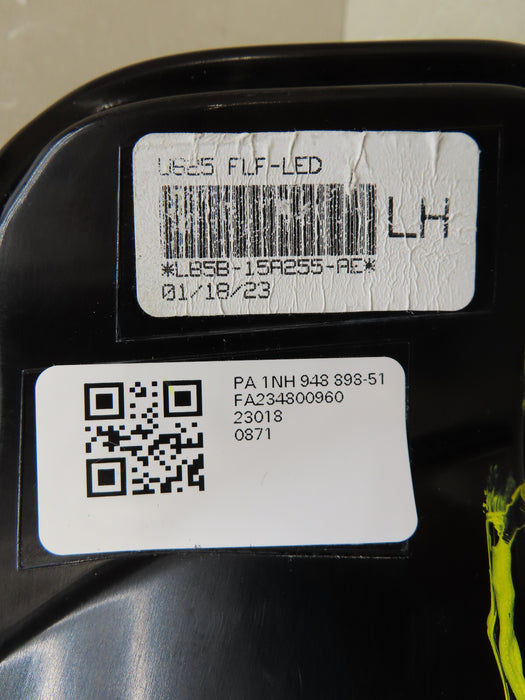 U625 FLF-LED
LH
*LB5B-15A255-AE*
01/18/23
PA 1NH 948 898-51
FA234800960
23018
0871